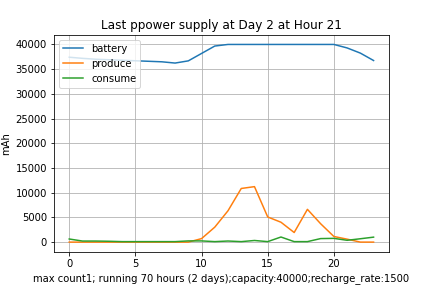 Last ppower supply at Day 2 at Hour 21
40000
35000
30000
25000
20000
15000
10000
5000
0
mAh
battery
produce
consume
0 5 10 15 20
max count1; running 70 hours (2 days);capacity:40000;recharge_rate:1500